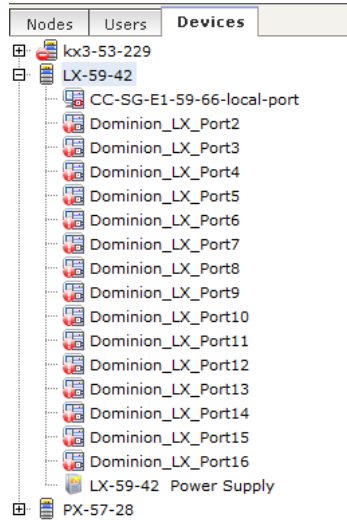 Nodes Users Devices
kx3-53-229
LX-59-42
CC-SG-E1-59-66-local-port
Dominion_LX_Port2
Dominion_LX_Port3
Dominion_LX_Port4
Dominion_LX_Port5
Dominion_LX_Port6
Dominion_LX_Port7
Dominion_LX_Port8
Dominion_LX_Port9
Dominion_LX_Port10
Dominion_LX_Port11
Dominion_LX_Port12
Dominion_LX_Port13
Dominion_LX_Port14
Dominion_LX_Port15
Dominion_LX_Port16
LX-59-42 Power Supply
PX-57-28